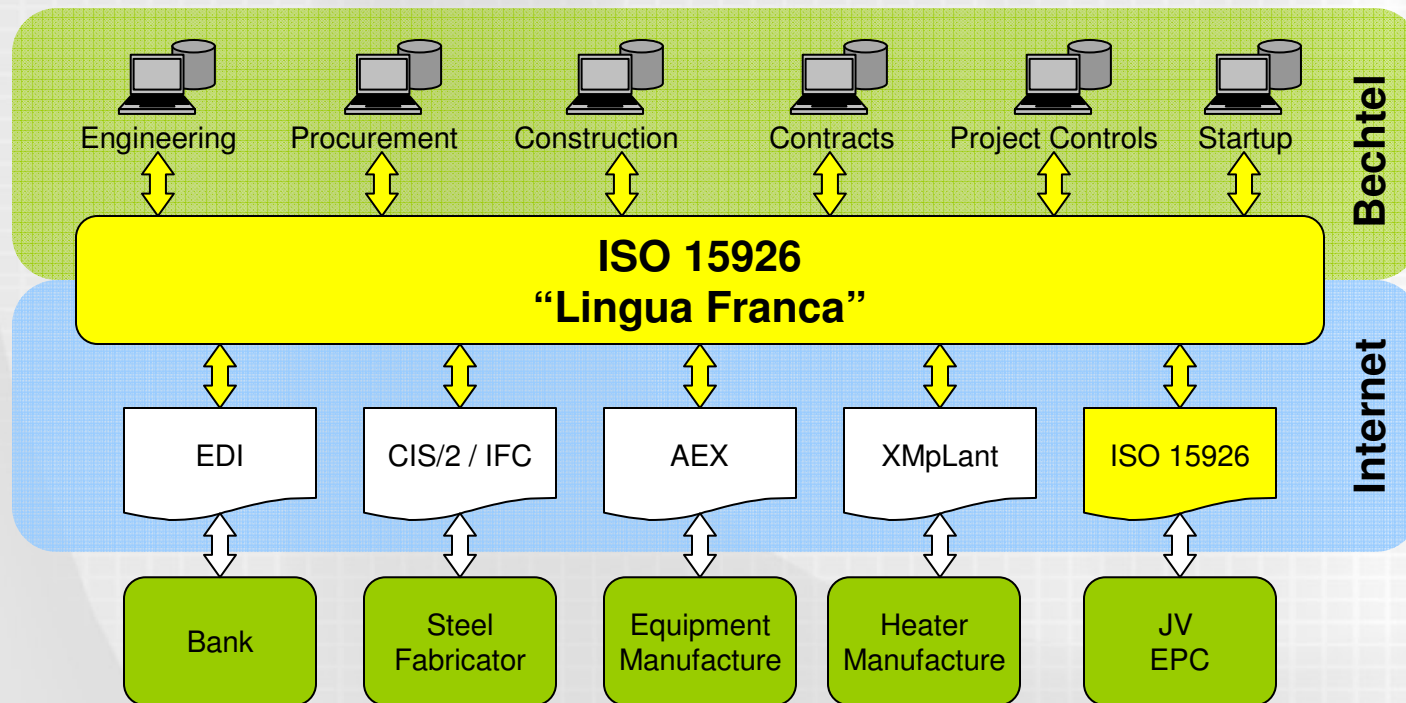 Engineering
Procurement
Construction
Contracts
Project Controls
Startup
Bechtel
ISO 15926
“Lingua Franca”
Internet
EDI
CIS/2 / IFC
AEX
XMpLant
ISO 15926
Bank
Steel
Fabricator
Equipment
Manufacture
Heater
Manufacture
JV
EPC